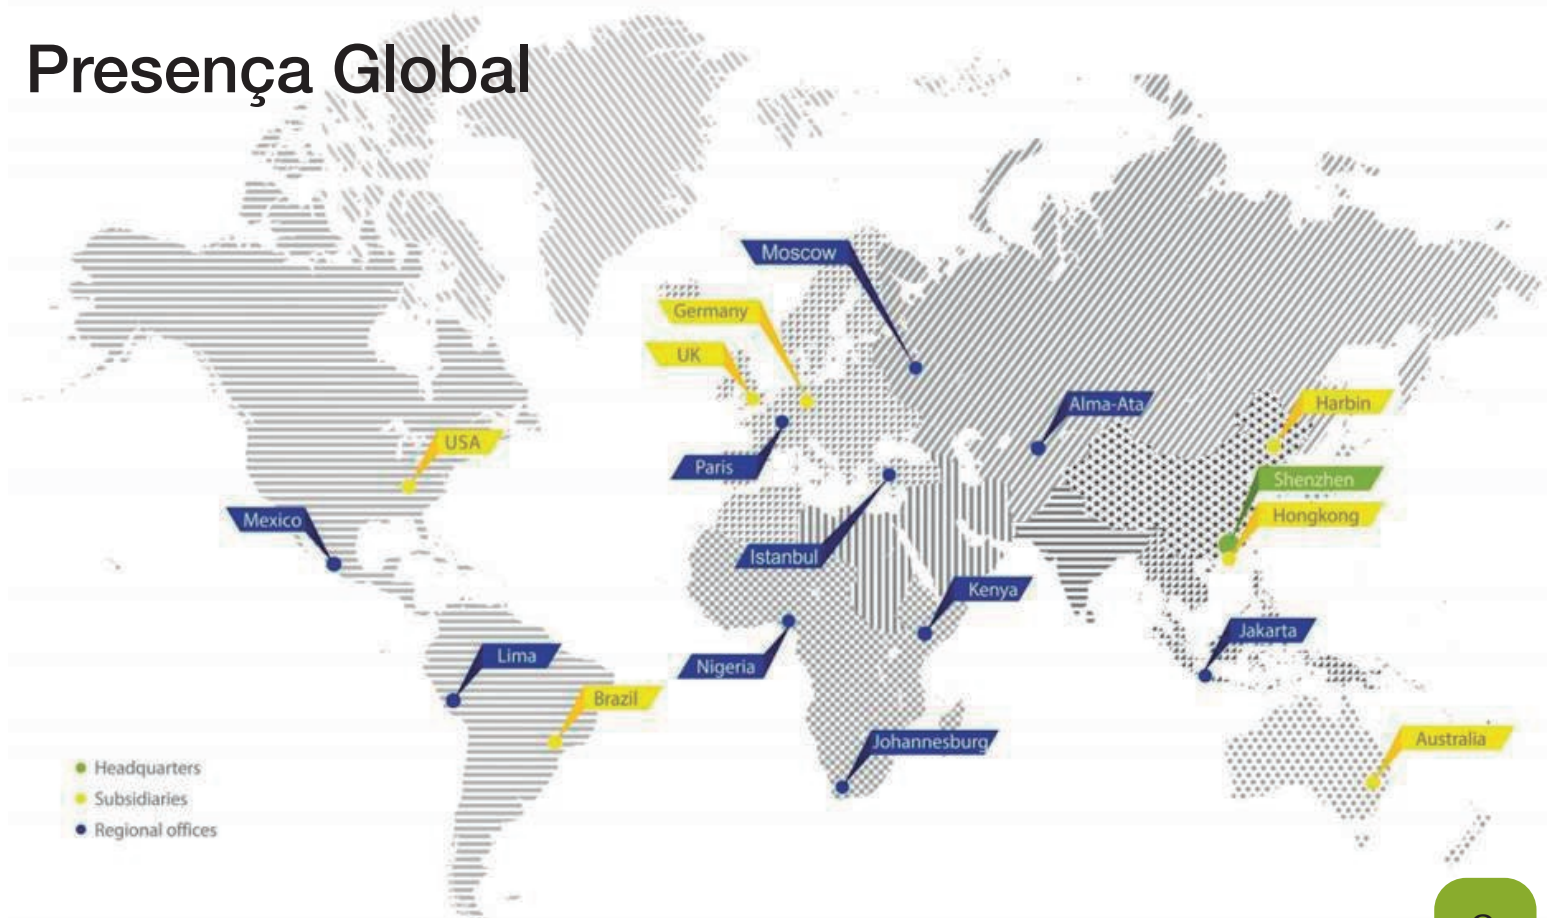 Presença Global
Moscow
Germany
UK
Alma-Ata
Harbin
USA
Paris
Shenzhen
Mexico
Hongkong
Istanbul
Kenya
Jakarta
Lima
Nigeria
Brazil
Johannesburg
Australia
Headquarters
Subsidiaries
Regional offices